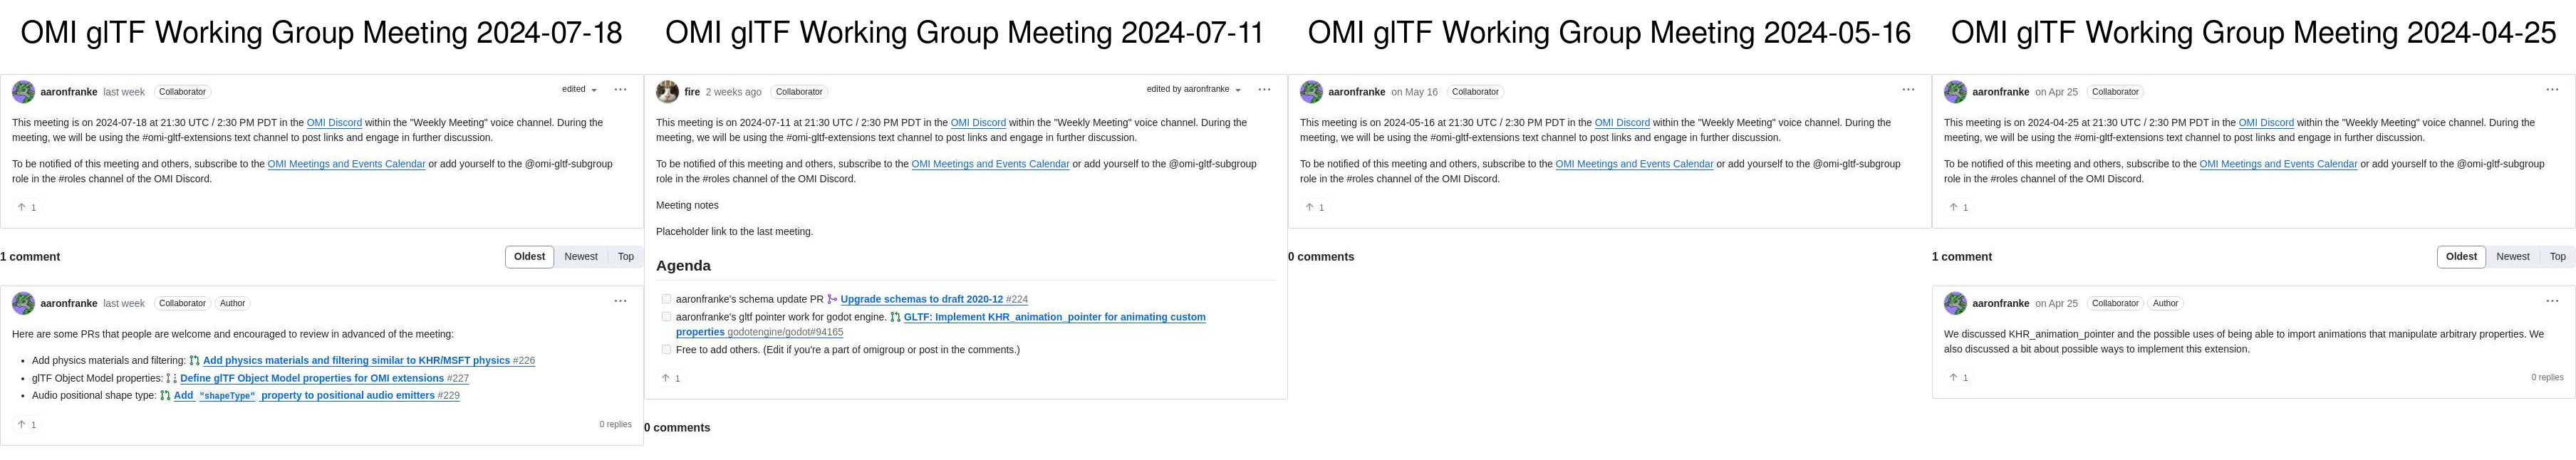 OMI glTF Working Group Meeting 2024-07-18
aaronfranke last week Collaborator
edited
This meeting is on 2024-07-18 at 21:30 UTC / 2:30 PM PDT in the OMI Discord within the "Weekly Meeting" voice channel. During the
meeting, we will be using the #omi-gltf-extensions text channel to post links and engage in further discussion.
To be notified of this meeting and others, subscribe to the OMI Meetings and Events Calendar or add yourself to the @omi-gltf-subgroup
role in the #roles channel of the OMI Discord.
1
1 comment
Oldest Newest Top
aaronfranke last week Collaborator Author
Here are some PRs that people are welcome and encouraged to review in advanced of the meeting:
• Add physics materials and filtering: Add physics materials and filtering similar to KHR/MSFT physics #226
• glTF Object Model properties: Define glTF Object Model properties for OMI extensions #227
• Audio positional shape type: Add "shapeType" property to positional audio emitters #229
1
0 replies
OMI glTF Working Group Meeting 2024-07-11
fire 2 weeks ago Collaborator
edited by aaronfranke
This meeting is on 2024-07-11 at 21:30 UTC / 2:30 PM PDT in the OMI Discord within the "Weekly Meeting" voice channel. During the
meeting, we will be using the #omi-gltf-extensions text channel to post links and engage in further discussion.
To be notified of this meeting and others, subscribe to the OMI Meetings and Events Calendar or add yourself to the @omi-gltf-subgroup
role in the #roles channel of the OMI Discord.
Meeting notes
Placeholder link to the last meeting.
Agenda
aaronfranke's schema update PR Upgrade schemas to draft 2020-12 #224
aaronfranke's gltf pointer work for godot engine. GLTF: Implement KHR_animation_pointer for animating custom
properties godotengine/godot#94165
Free to add others. (Edit if you're a part of omigroup or post in the comments.)
1
0 comments
OMI glTF Working Group Meeting 2024-05-16
aaronfranke on May 16 Collaborator
This meeting is on 2024-05-16 at 21:30 UTC / 2:30 PM PDT in the OMI Discord within the "Weekly Meeting" voice channel. During the
meeting, we will be using the #omi-gltf-extensions text channel to post links and engage in further discussion.
To be notified of this meeting and others, subscribe to the OMI Meetings and Events Calendar or add yourself to the @omi-gltf-subgroup
role in the #roles channel of the OMI Discord.
1
0 comments
OMI glTF Working Group Meeting 2024-04-25
aaronfranke on Apr 25 Collaborator
This meeting is on 2024-04-25 at 21:30 UTC / 2:30 PM PDT in the OMI Discord within the "Weekly Meeting" voice channel. During the
meeting, we will be using the #omi-gltf-extensions text channel to post links and engage in further discussion.
To be notified of this meeting and others, subscribe to the OMI Meetings and Events Calendar or add yourself to the @omi-gltf-subgroup
role in the #roles channel of the OMI Discord.
1
1 comment
Oldest Newest Top
aaronfranke on Apr 25 Collaborator Author
We discussed KHR_animation_pointer and the possible uses of being able to import animations that manipulate arbitrary properties. We
also discussed a bit about possible ways to implement this extension.
1
0 replies